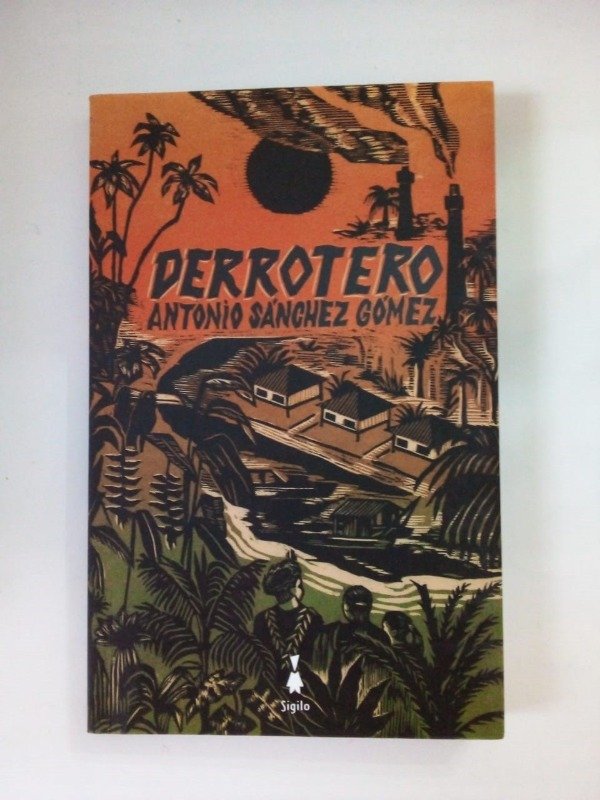 DERROTERO
ANTONIO SÁNCHEZ GÓMEZ
Sigilo